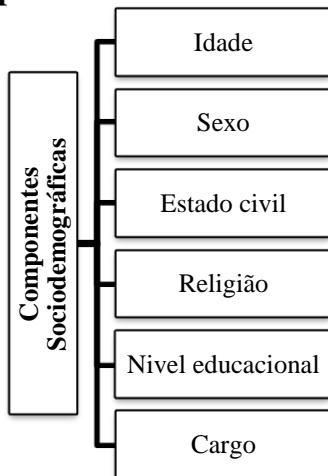 Componentes
Sociodemográficas
Idade
Sexo
Estado civil
Religião
Nivel educacional
Cargo